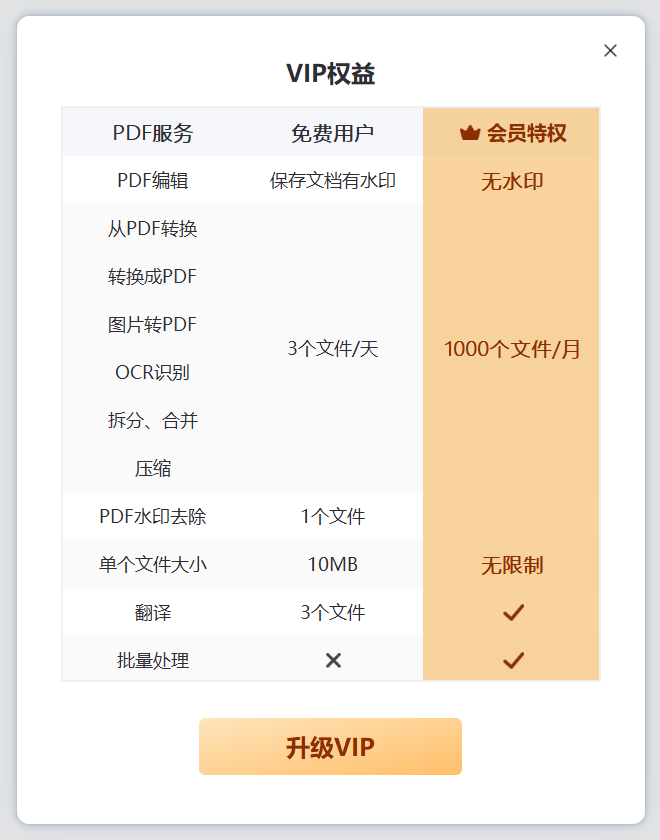 VIP权益
PDF服务 免费用户 会员特权
PDF编辑 保存文档有水印 无水印
从PDF转换
转换成PDF
图片转PDF
3个文件/天 1000个文件/月
OCR识别
拆分、合并
压缩
PDF水印去除 1个文件
单个文件大小 10MB 无限制
翻译 3个文件
批量处理
升级VIP